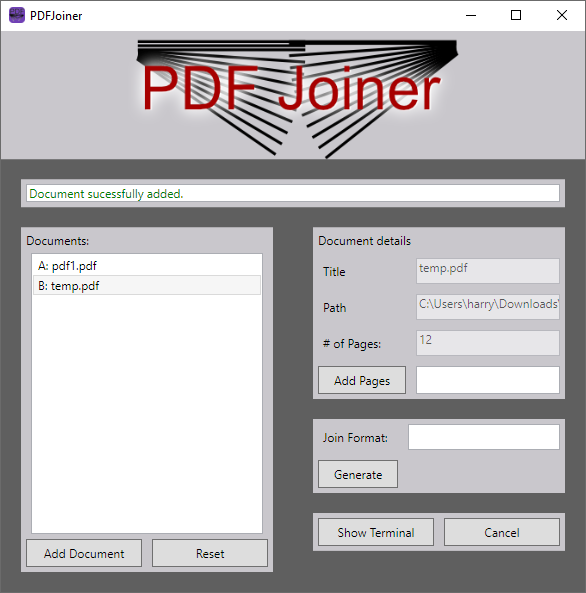 PDFJoiner
PDF Joiner
Document sucessfully added.
Documents:
A: pdf1.pdf
B: temp.pdf
Add Document
Reset
Document details
Title
temp.pdf
Path
C:\Users\harry\Downloads\
# of Pages:
12
Add Pages
Join Format:
Generate
Show Terminal
Cancel